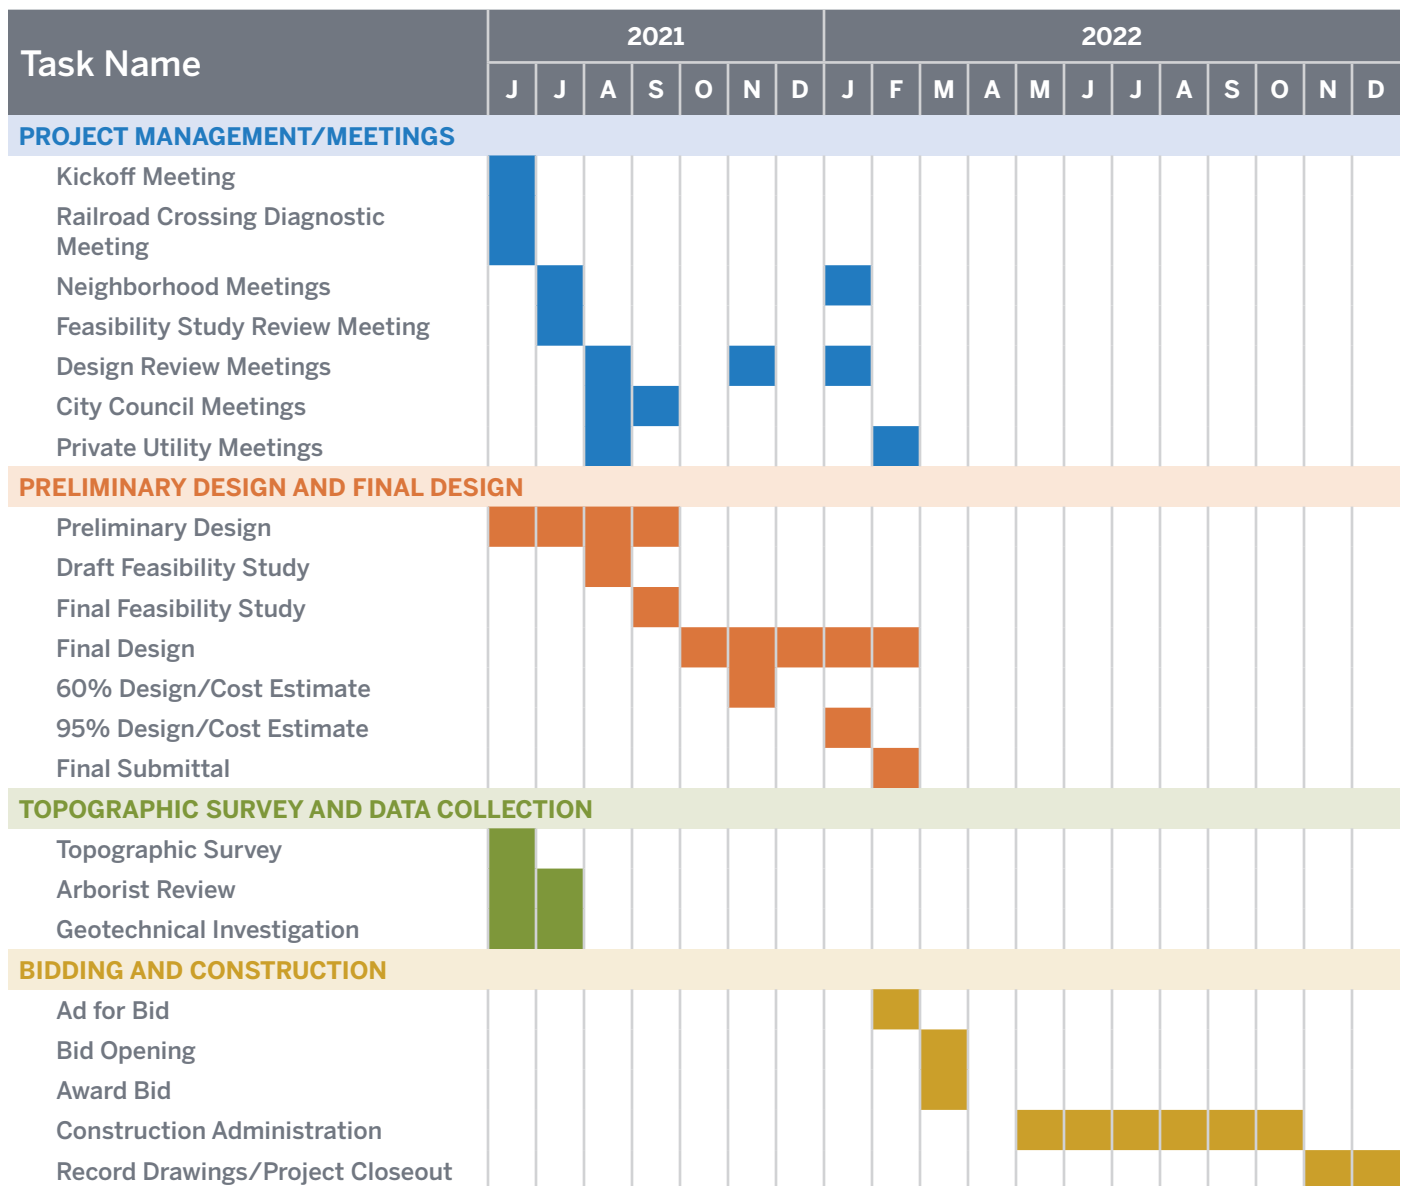 Task Name
2021 2022
J J A S O N D J F M A M J J A S O N D
PROJECT MANAGEMENT/MEETINGS
Kickoff Meeting
Railroad Crossing Diagnostic
Meeting
Neighborhood Meetings
Feasibility Study Review Meeting
Design Review Meetings
City Council Meetings
Private Utility Meetings
PRELIMINARY DESIGN AND FINAL DESIGN
Preliminary Design
Draft Feasibility Study
Final Feasibility Study
Final Design
60% Design/Cost Estimate
95% Design/Cost Estimate
Final Submittal
TOPOGRAPHIC SURVEY AND DATA COLLECTION
Topographic Survey
Arborist Review
Geotechnical Investigation
BIDDING AND CONSTRUCTION
Ad for Bid
Bid Opening
Award Bid
Construction Administration
Record Drawings/Project Closeout